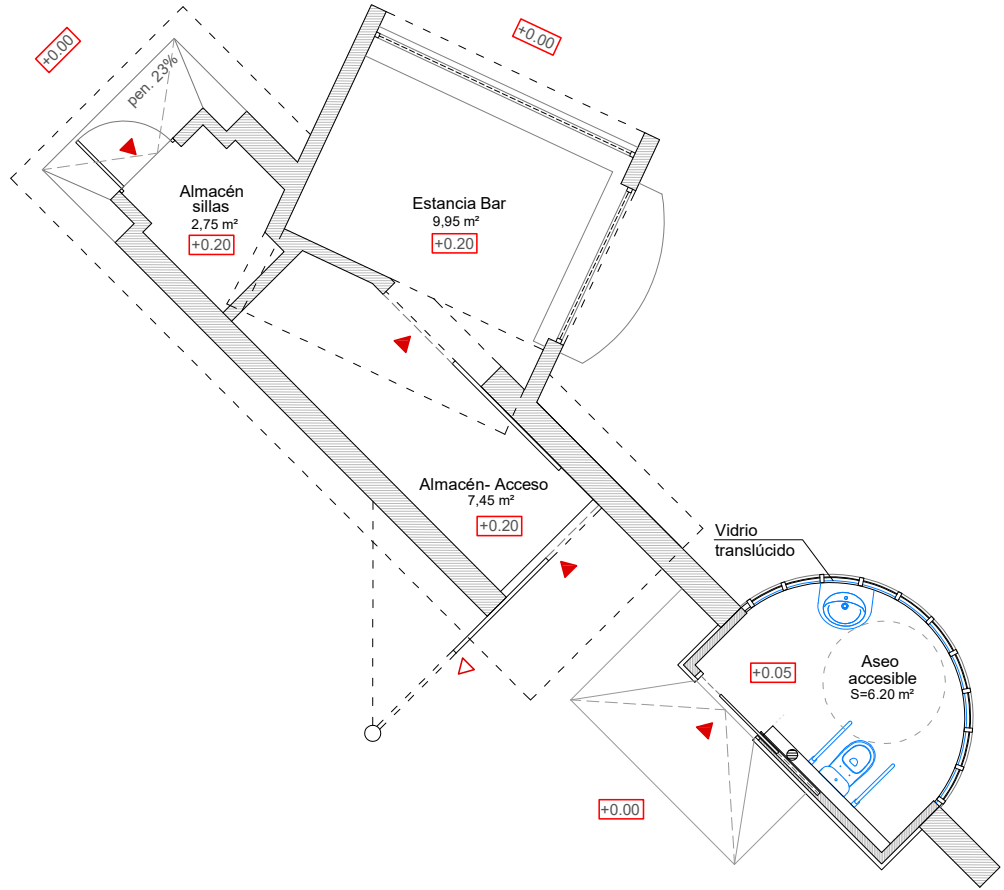 +0.00
+0.00
pen. 23%
Almacén
sillas
2,75 m²
+0.20
Estancia Bar
9,95 m²
+0.20
Almacén- Acceso
7,45 m²
+0.20
Vidrio
translúcido
+0.05
Aseo
accesible
S=6.20 m²
+0.00